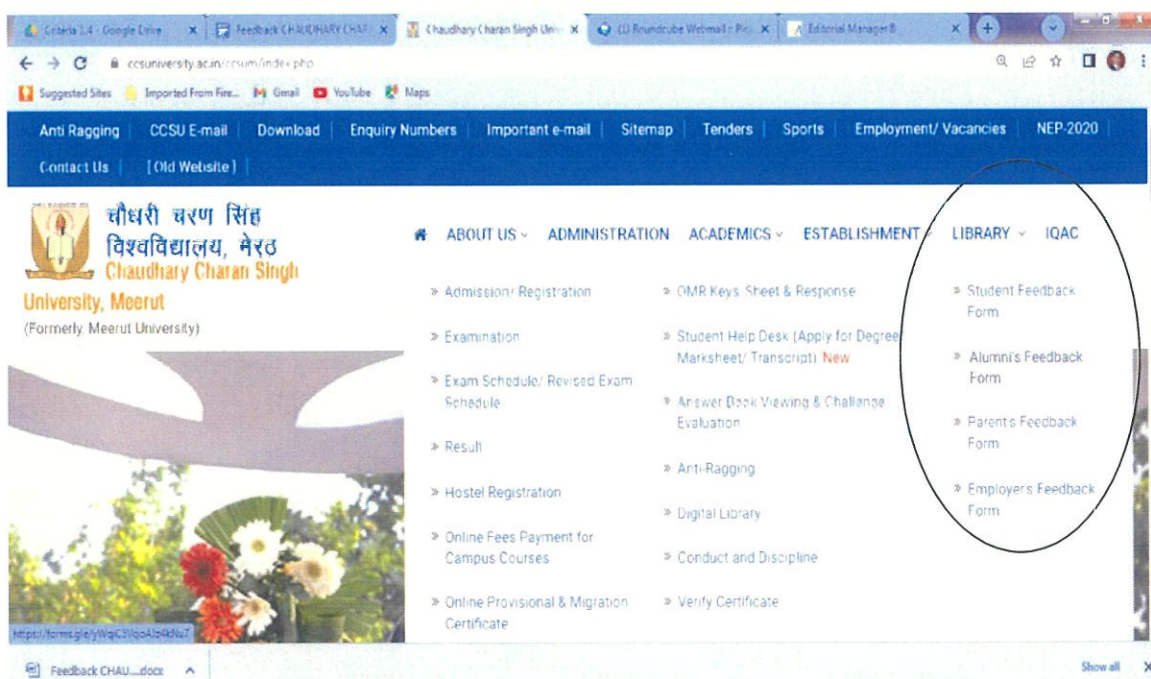 Criteria 1.4 - Google Drive
Feedback CHAUDHARY CHAR
Chaudhary Charan Singh Univ
(1) Roundcube Webmail :: Pl
Editorial Manager®
ccsuniversity.ac.in/ccsum/index.php
Suggested Sites Imported From Fire... Gmail YouTube Maps
Anti Ragging CCSU E-mail Download Enquiry Numbers Important e-mail Sitemap Tenders Sports Employment/ Vacancies NEP-2020
Contact Us [ Old Website ]
चौधरी चरण सिंह
विश्वविद्यालय, मेरठ
Chaudhary Charan Singh
University, Meerut
(Formerly, Meerut University)
ABOUT US ADMINISTRATION ACADEMICS ESTABLISHMENT LIBRARY IQAC
» Admission/ Registration
» Examination
» Exam Schedule/ Revised Exam
Schedule
» Result
» Hostel Registration
» Online Fees Payment for
Campus Courses
» Online Provisional & Migration
Certificate
» OMR Keys, Sheet & Response
» Student Help Desk (Apply for Degree/
Marksheet/ Transcript) New
» Answer Book Viewing & Challenge
Evaluation
» Anti-Ragging
» Digital Library
» Conduct and Discipline
» Verify Certificate
» Student Feedback
Form
» Alumni's Feedback
Form
» Parent's Feedback
Form
» Employer's Feedback
Form
Feedback CHAU....docx
Show all